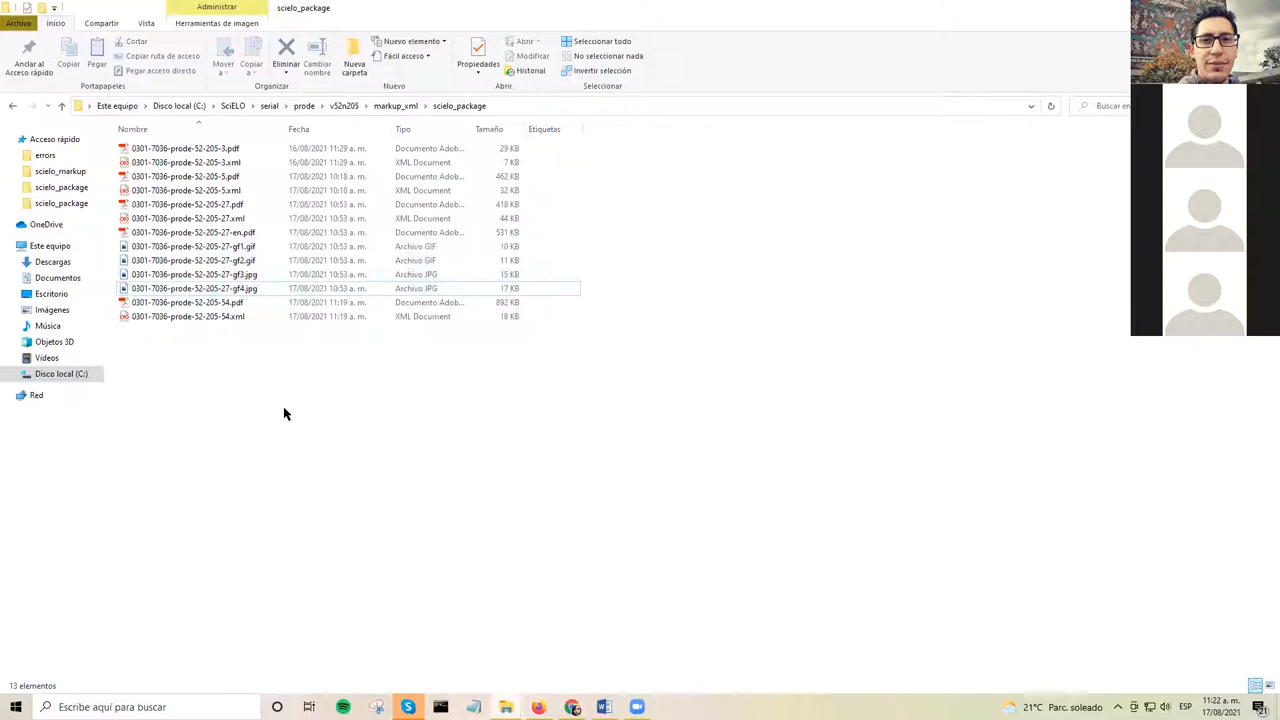 Administrar
scielo_package
Archivo Inicio Compartir Vista Herramientas de imagen
Anclar al Acceso rápido
Copiar
Pegar
Cortar
Copiar ruta de acceso
Pegar acceso directo
Portapapeles
Mover a
Copiar a
Eliminar
Cambiar nombre
Organizar
Nueva carpeta
Nuevo elemento
Fácil acceso
Nuevo
Propiedades
Abrir
Modificar
Historial
Abrir
Seleccionar todo
No seleccionar nada
Invertir selección
Seleccionar
Este equipo > Disco local (C:) > SciELO > serial > prode > v52n205 > markup_xml > scielo_package
Buscar en
Nombre Fecha Tipo Tamaño Etiquetas
0301-7036-prode-52-205-3.pdf 16/08/2021 11:29 a. m. Documento Adob... 29 KB
0301-7036-prode-52-205-3.xml 16/08/2021 11:29 a. m. XML Document 7 KB
0301-7036-prode-52-205-5.pdf 17/08/2021 10:18 a. m. Documento Adob... 462 KB
0301-7036-prode-52-205-5.xml 17/08/2021 10:18 a. m. XML Document 32 KB
0301-7036-prode-52-205-27.pdf 17/08/2021 10:53 a. m. Documento Adob... 418 KB
0301-7036-prode-52-205-27.xml 17/08/2021 10:53 a. m. XML Document 44 KB
0301-7036-prode-52-205-27-en.pdf 17/08/2021 10:53 a. m. Documento Adob... 531 KB
0301-7036-prode-52-205-27-gf1.gif 17/08/2021 10:53 a. m. Archivo GIF 10 KB
0301-7036-prode-52-205-27-gf2.gif 17/08/2021 10:53 a. m. Archivo GIF 11 KB
0301-7036-prode-52-205-27-gf3.jpg 17/08/2021 10:53 a. m. Archivo JPG 15 KB
0301-7036-prode-52-205-27-gf4.jpg 17/08/2021 10:53 a. m. Archivo JPG 17 KB
0301-7036-prode-52-205-54.pdf 17/08/2021 11:19 a. m. Documento Adob... 892 KB
0301-7036-prode-52-205-54.xml 17/08/2021 11:19 a. m. XML Document 18 KB
Acceso rápido
errors
scielo_markup
scielo_package
scielo_package
OneDrive
Este equipo
Descargas
Documentos
Escritorio
Imágenes
Música
Objetos 3D
Vídeos
Disco local (C:)
Red
13 elementos
Escribe aquí para buscar
21°C Parc. soleado
ESP
11:22 a. m.
17/08/2021
21